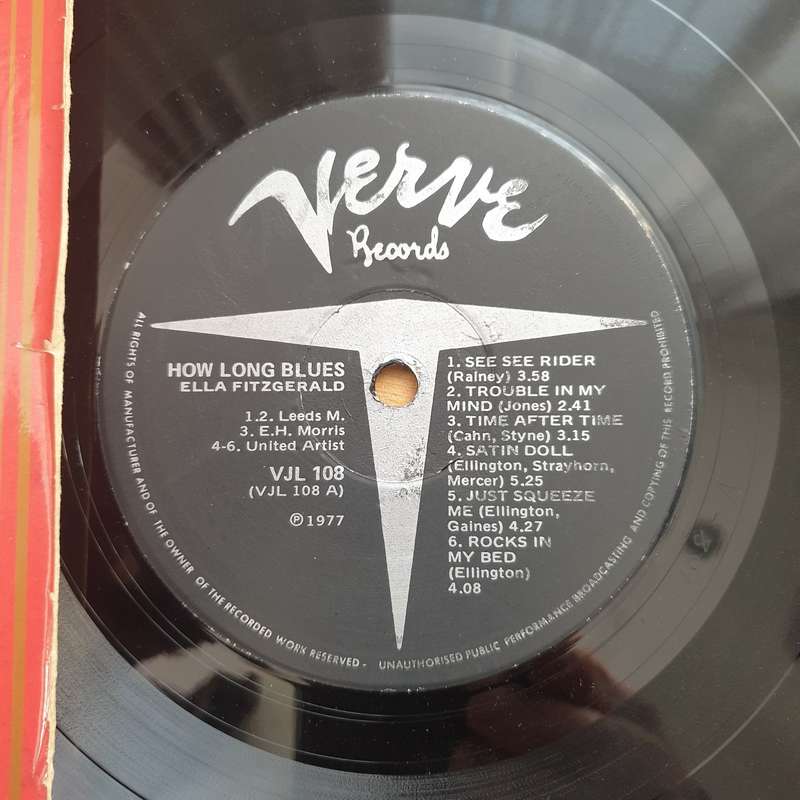 Verve
Records
HOW LONG BLUES
ELLA FITZGERALD
1.2. Leeds M.
3. E.H. Morris
4-6. United Artist
VJL 108
(VJL 108 A)
℗ 1977
1. SEE SEE RIDER
(Rainey) 3.58
2. TROUBLE IN MY
MIND (Jones) 2.41
3. TIME AFTER TIME
(Cahn, Styne) 3.15
4. SATIN DOLL
(Ellington, Strayhorn,
Mercer) 5.25
5. JUST SQUEEZE
ME (Ellington,
Gaines) 4.27
6. ROCKS IN
MY BED
(Ellington)
4.08
ALL RIGHTS OF MANUFACTURER AND OF THE OWNER OF THE RECORDED WORK RESERVED - UNAUTHORISED PUBLIC PERFORMANCE BROADCASTING AND COPYING OF THIS RECORD PROHIBITED